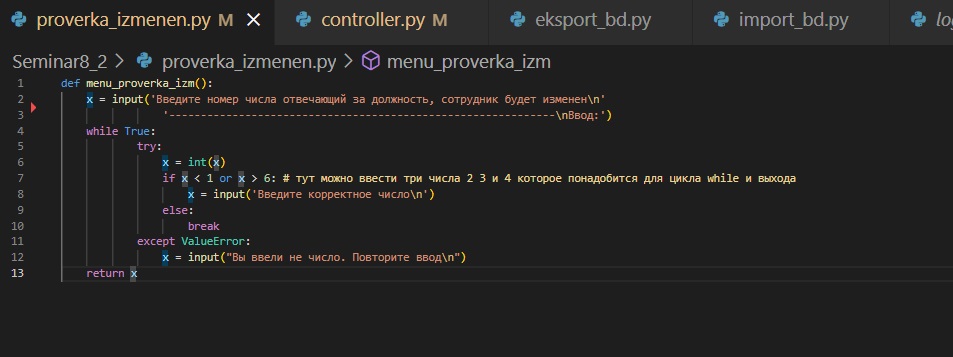 proverka_izmenen.py M controller.py M eksport_bd.py import_bd.py
Seminar8_2 > proverka_izmenen.py > menu_proverka_izm
1 def menu_proverka_izm():
2 x = input('Введите номер числа отвечающий за должность, сотрудник будет изменен\n'
3 '-------------------------------------------------------------\nВвод:')
4 while True:
5 try:
6 x = int(x)
7 if x < 1 or x > 6: # тут можно ввести три числа 2 3 и 4 которое понадобится для цикла while и выхода
8 x = input('Введите корректное число\n')
9 else:
10 break
11 except ValueError:
12 x = input("Вы ввели не число. Повторите ввод\n")
13 return x